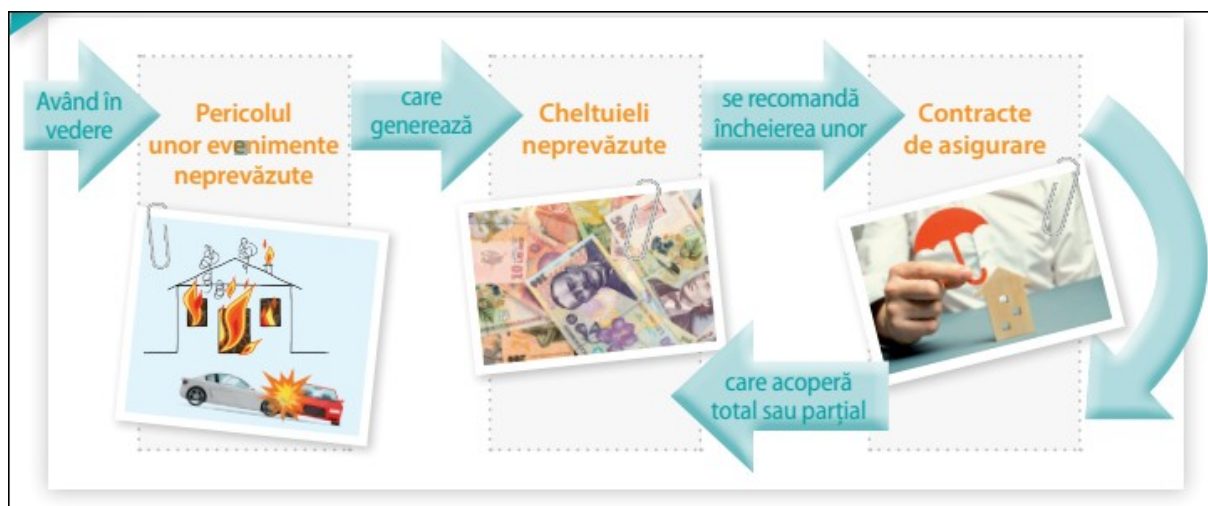 Având în
vedere
Pericolul
unor evenimente
neprevăzute
care
generează
Cheltuieli
neprevăzute
se recomandă
încheierea unor
Contracte
de asigurare
care acoperă
total sau parțial